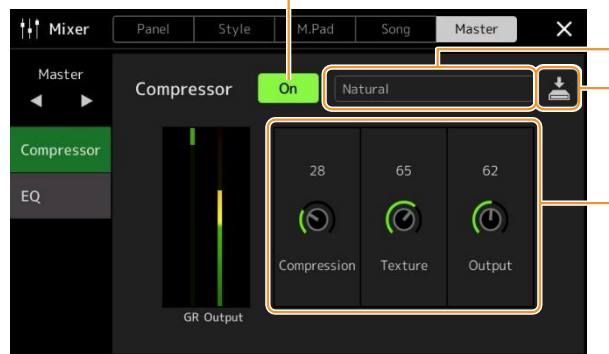 Mixer
Panel
Style
M.Pad
Song
Master
Master
Compressor
On
Natural
Compressor
EQ
28
65
62
Compression
Texture
Output
GR Output